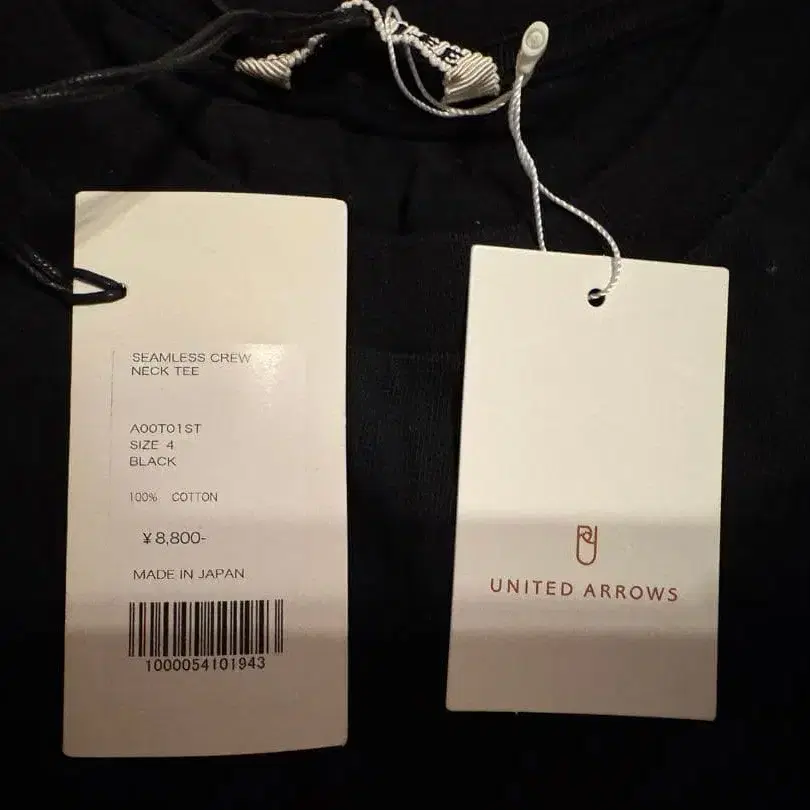 SEAMLESS CREW
NECK TEE
A00T01ST
SIZE 4
BLACK
100% COTTON
¥8,800-
MADE IN JAPAN
1000054101943
UNITED ARROWS